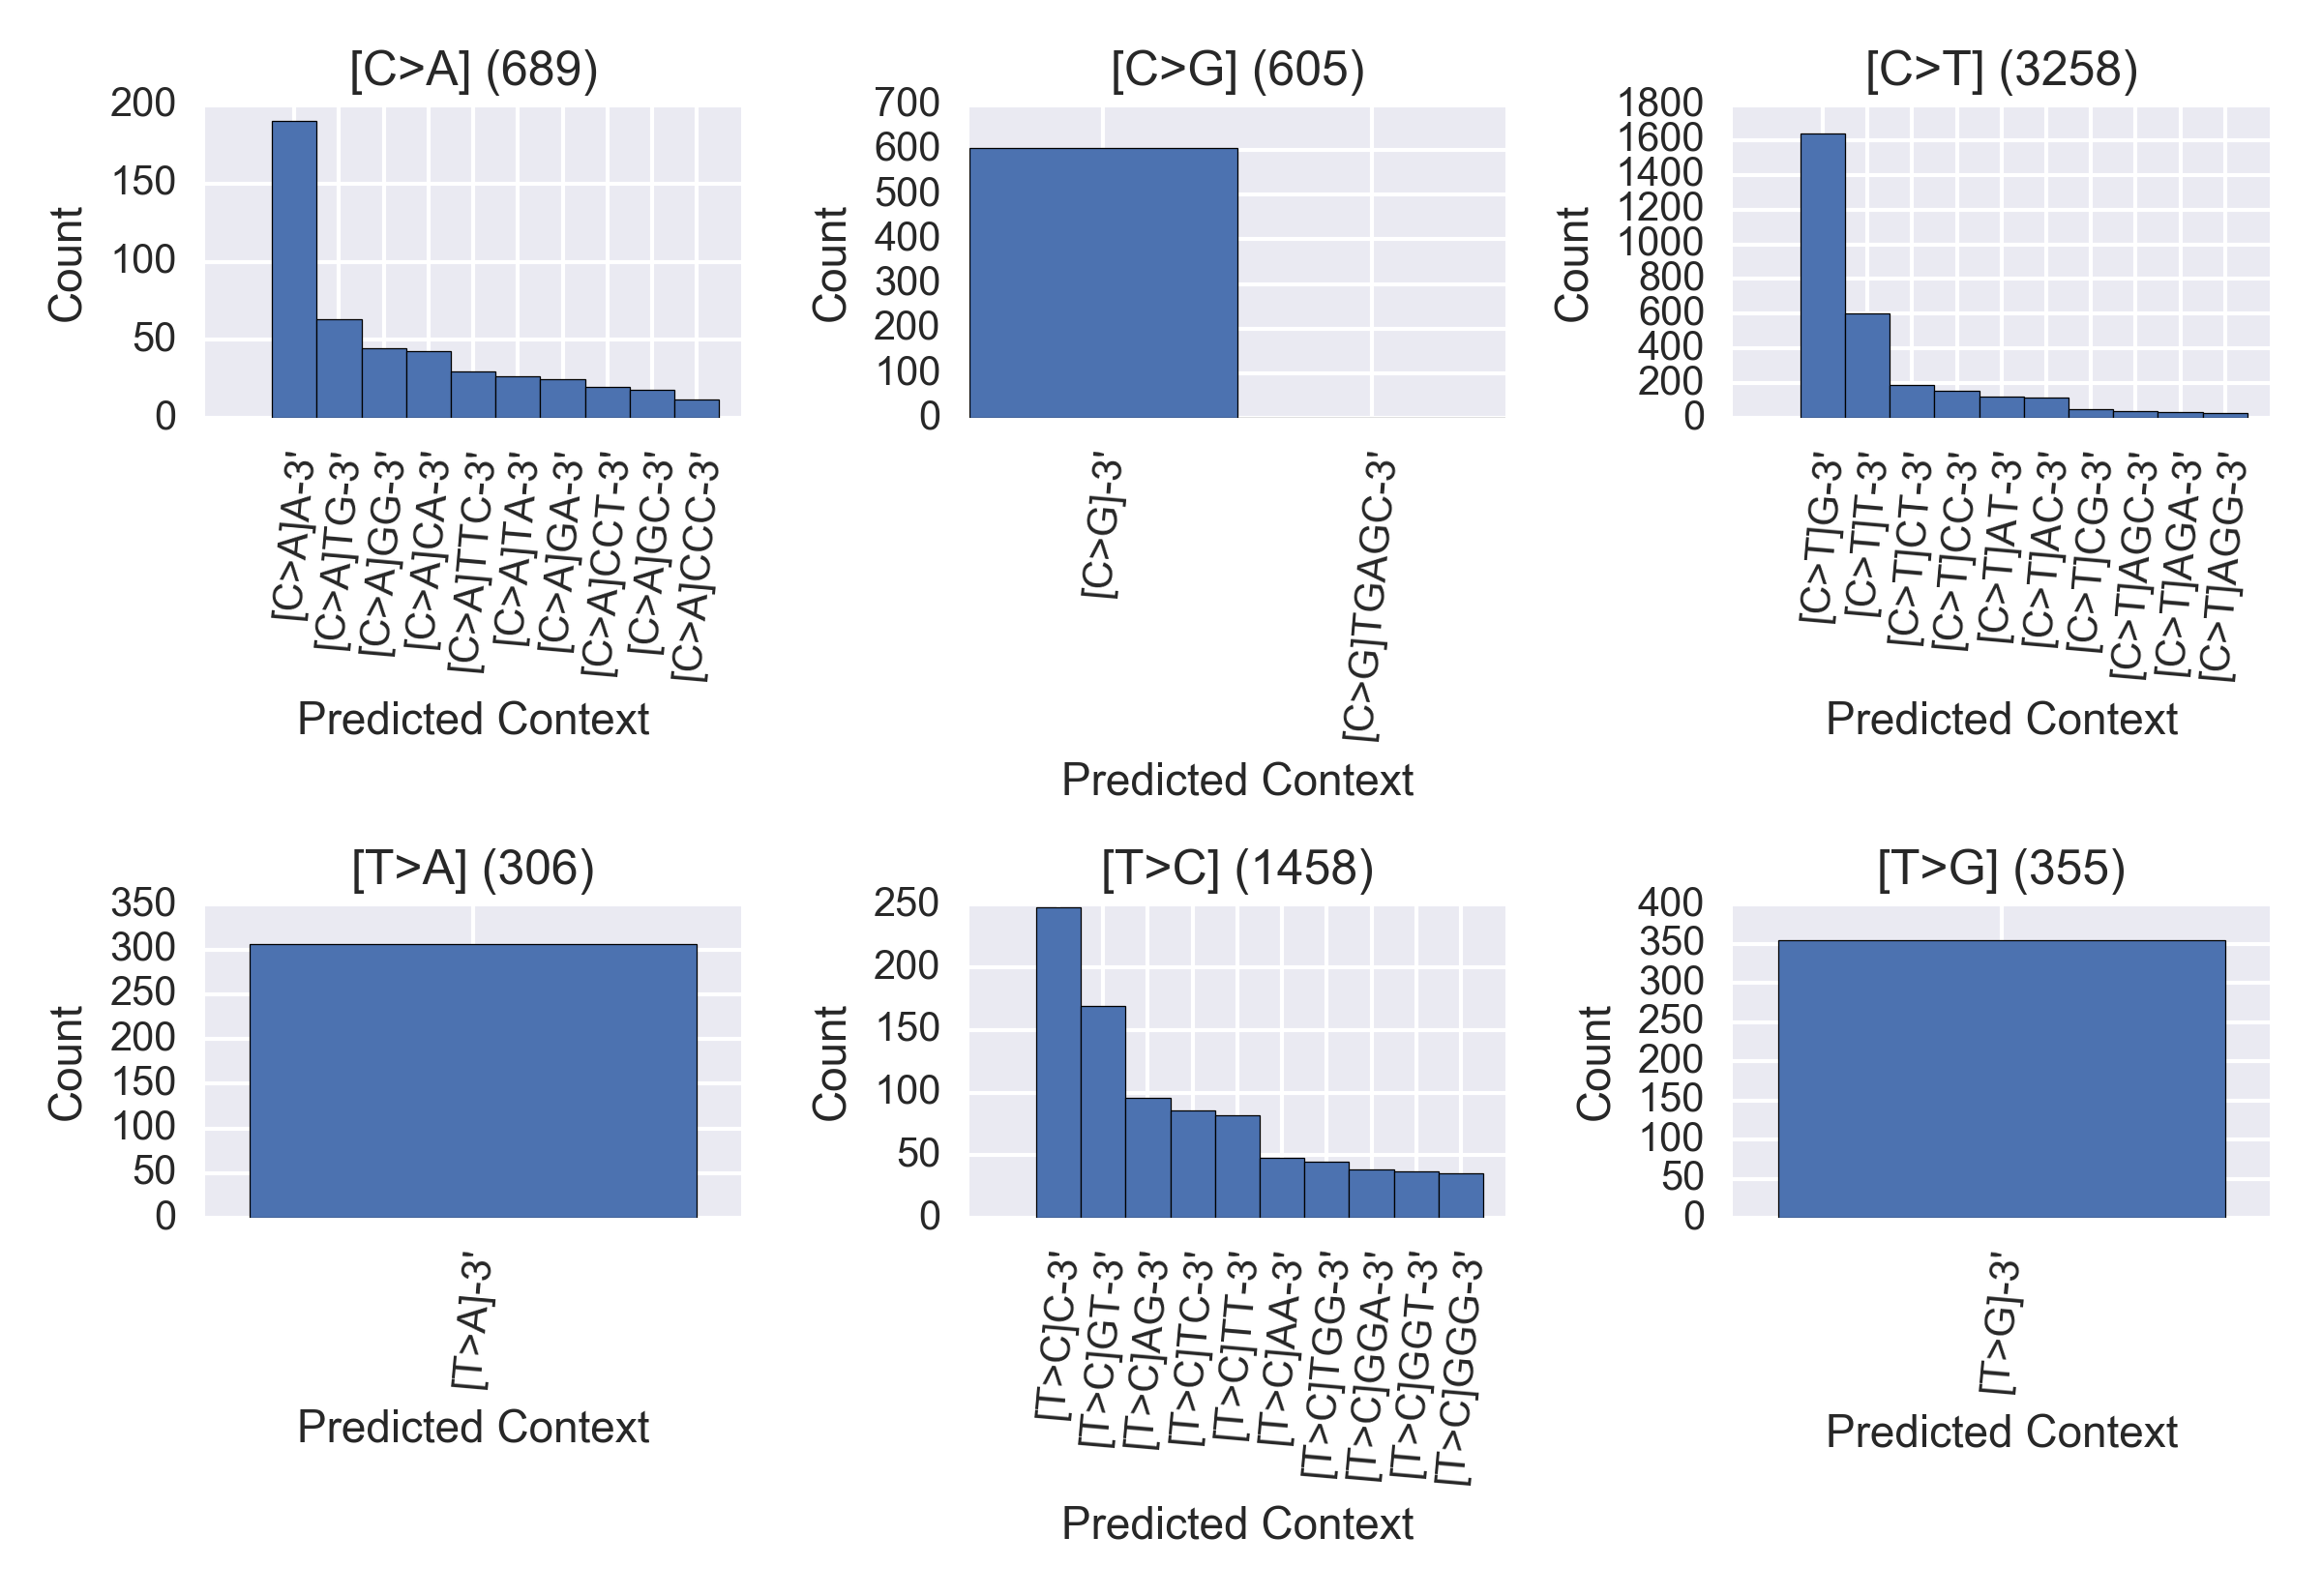 [C>A] (689)
Count
200
150
100
50
0
[C>A]A-3'
[C>A]TG-3'
[C>A]GG-3'
[C>A]CA-3'
[C>A]TTC-3'
[C>A]TA-3'
[C>A]GA-3'
[C>A]CCT-3'
[C>A]GC-3'
[C>A]CCC-3'
Predicted Context
[C>G] (605)
Count
700
600
500
400
300
200
100
0
[C>G]-3'
[C>G]TGAGC-3'
Predicted Context
[C>T] (3258)
Count
1800
1600
1400
1200
1000
800
600
400
200
0
[C>T]G-3'
[C>T]T-3'
[C>T]CT-3'
[C>T]CC-3'
[C>T]AT-3'
[C>T]AC-3'
[C>T]CG-3'
[C>T]AGC-3'
[C>T]AGA-3'
[C>T]AGG-3'
Predicted Context
[T>A] (306)
Count
350
300
250
200
150
100
50
0
[T>A]-3'
Predicted Context
[T>C] (1458)
Count
250
200
150
100
50
0
[T>C]C-3'
[T>C]GT-3'
[T>C]AG-3'
[T>C]TC-3'
[T>C]TT-3'
[T>C]AA-3'
[T>C]TGG-3'
[T>C]GGA-3'
[T>C]GGT-3'
[T>C]GGG-3'
Predicted Context
[T>G] (355)
Count
400
350
300
250
200
150
100
50
0
[T>G]-3'
Predicted Context